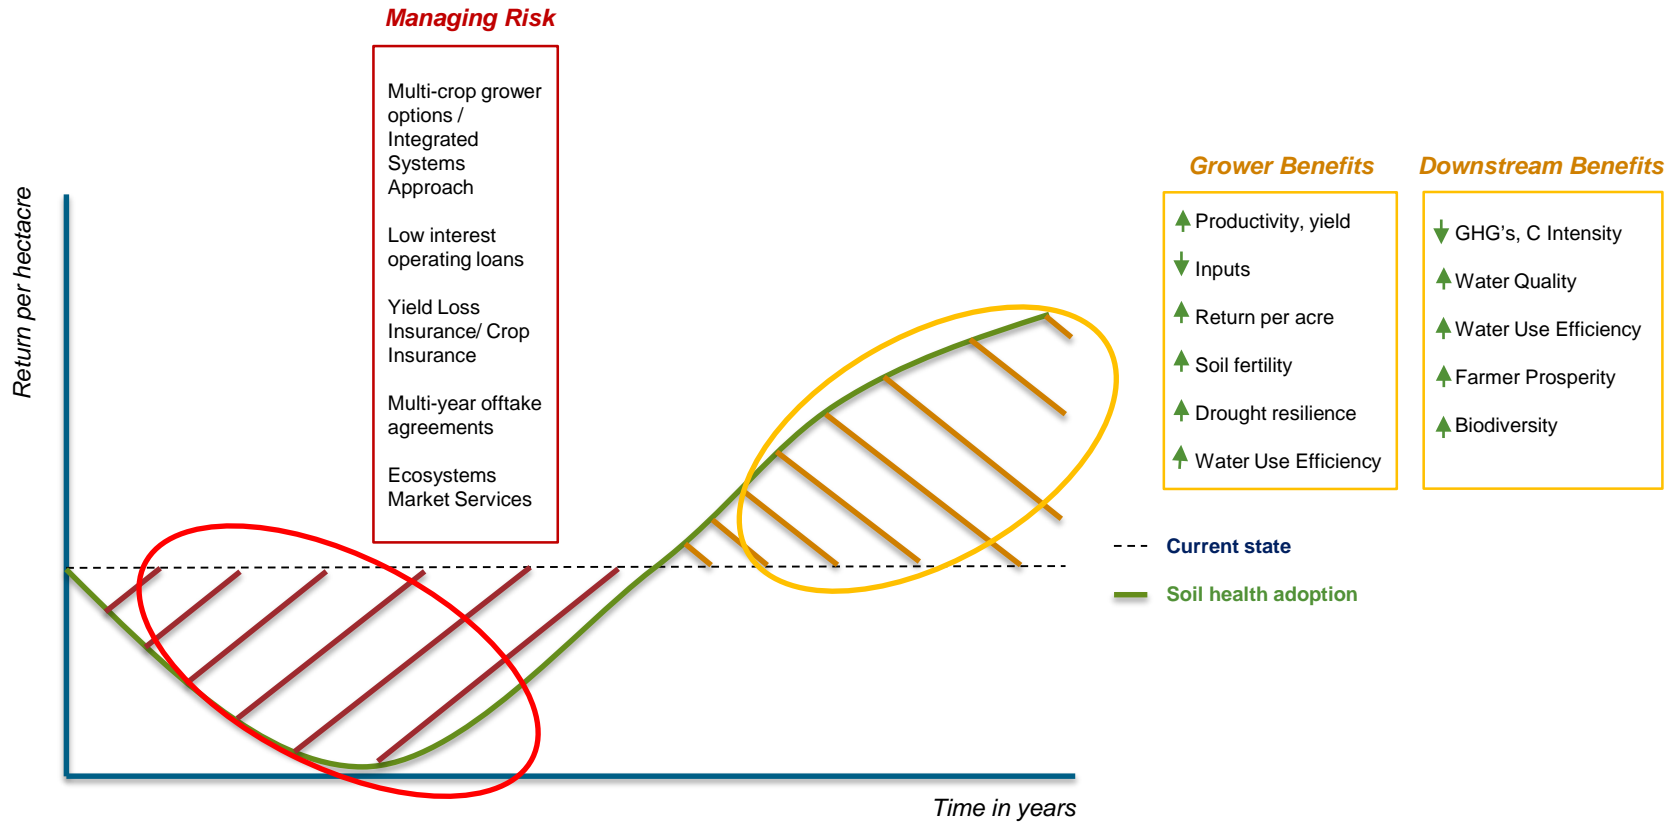 Managing Risk
Multi-crop grower
options /
Integrated
Systems
Approach
Low interest
operating loans
Yield Loss
Insurance/ Crop
Insurance
Multi-year offtake
agreements
Ecosystems
Market Services
Return per hectacre
Time in years
Grower Benefits
Productivity, yield
Inputs
Return per acre
Soil fertility
Drought resilience
Water Use Efficiency
Downstream Benefits
GHG's, C Intensity
Water Quality
Water Use Efficiency
Farmer Prosperity
Biodiversity
Current state
Soil health adoption